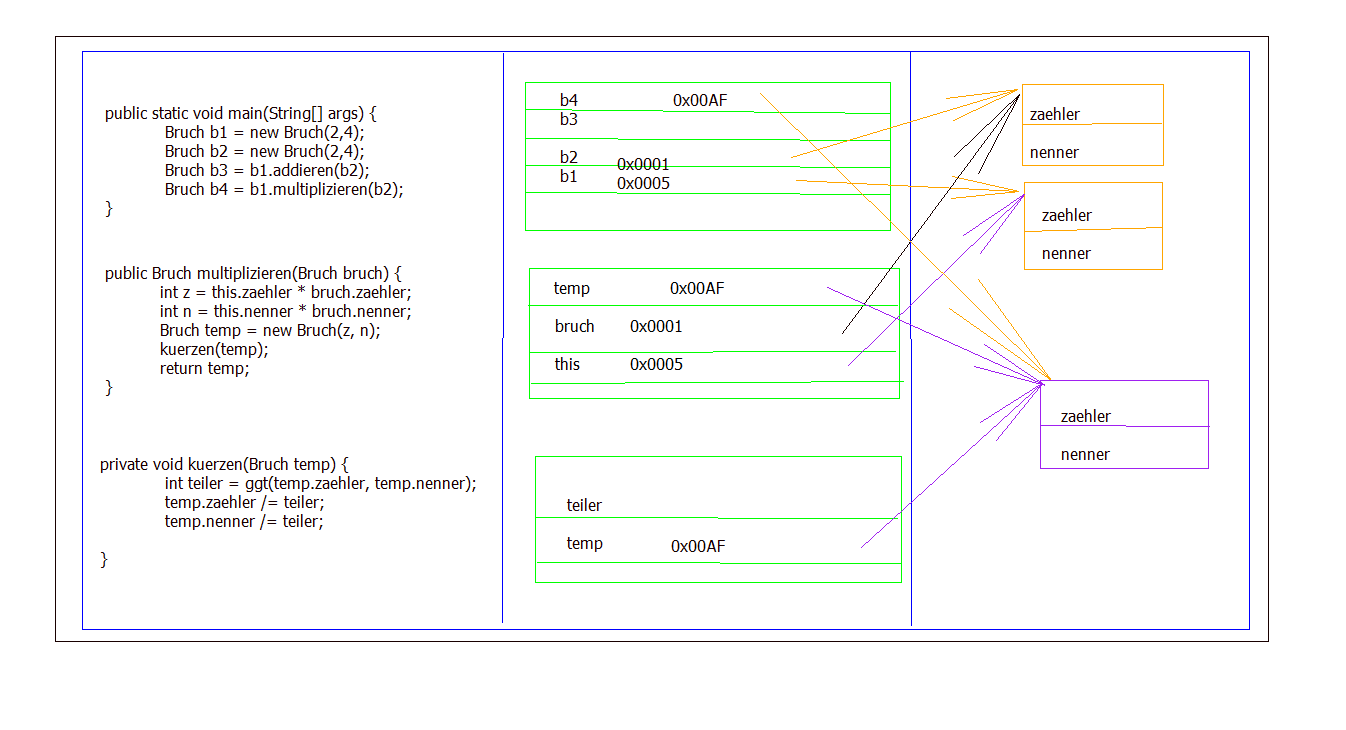 public static void main(String[] args) {
Bruch b1 = new Bruch(2,4);
Bruch b2 = new Bruch(2,4);
Bruch b3 = b1.addieren(b2);
Bruch b4 = b1.multiplizieren(b2);
}
public Bruch multiplizieren(Bruch bruch) {
int z = this.zaehler * bruch.zaehler;
int n = this.nenner * bruch.nenner;
Bruch temp = new Bruch(z, n);
kuerzen(temp);
return temp;
}
private void kuerzen(Bruch temp) {
int teiler = ggt(temp.zaehler, temp.nenner);
temp.zaehler /= teiler;
temp.nenner /= teiler;
}
b4 0x00AF
b3
b2 0x0001
b1 0x0005
temp 0x00AF
bruch 0x0001
this 0x0005
teiler
temp 0x00AF
zaehler
nenner
zaehler
nenner
zaehler
nenner